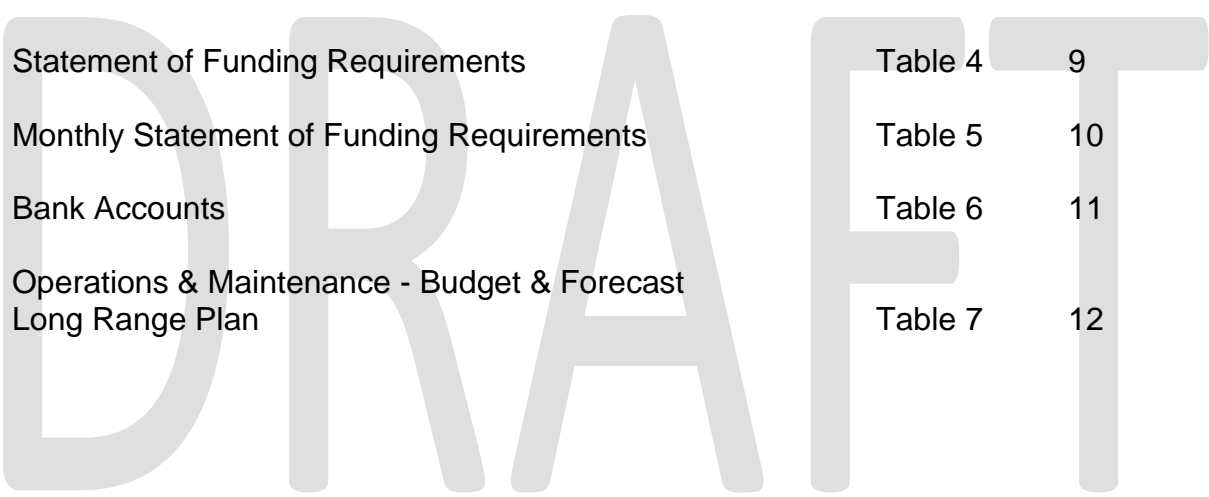 DRAFT
Statement of Funding Requirements Table 4 9
Monthly Statement of Funding Requirements Table 5 10
Bank Accounts Table 6 11
Operations & Maintenance - Budget & Forecast
Long Range Plan Table 7 12